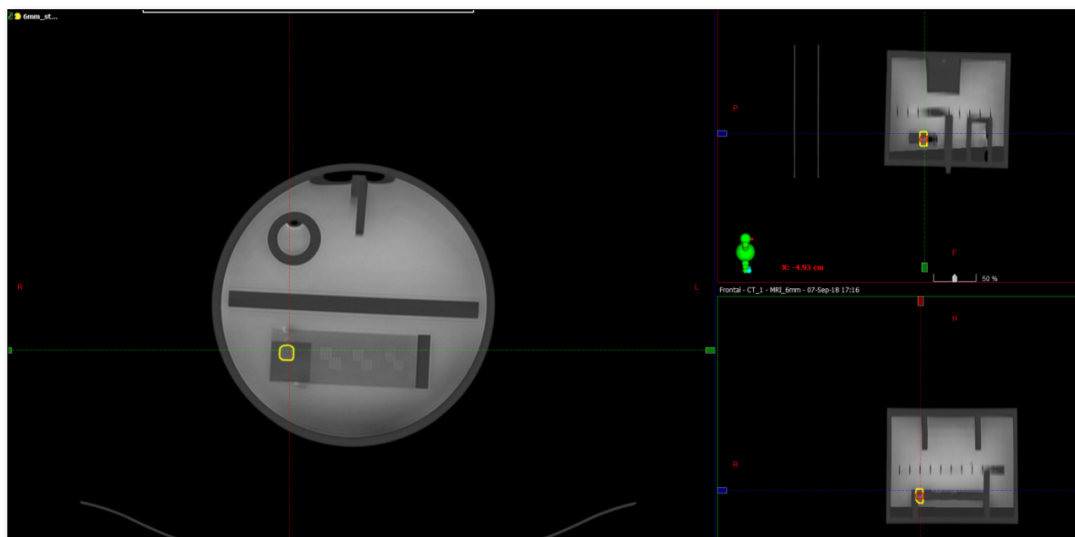 6mm_st...
R
L
P
F
X: -4.93 cm
50 %
Frontal - CT_1 - MRI_6mm - 07-Sep-18 17:16
H
R